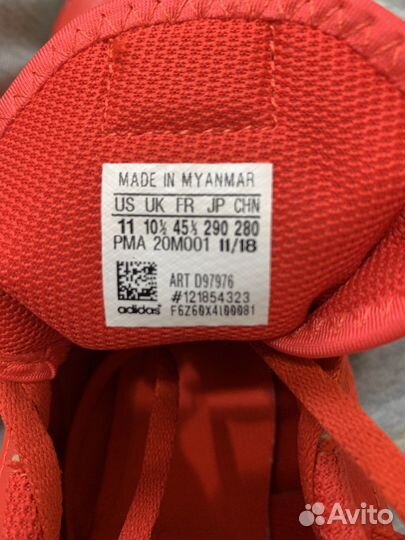 MADE IN MYANMAR
US UK FR JP CHN
11 10½ 45⅓ 290 280
PMA 20M001 11/18
ART D97976
#121854323
adidas F6Z60X4L00081
Avito